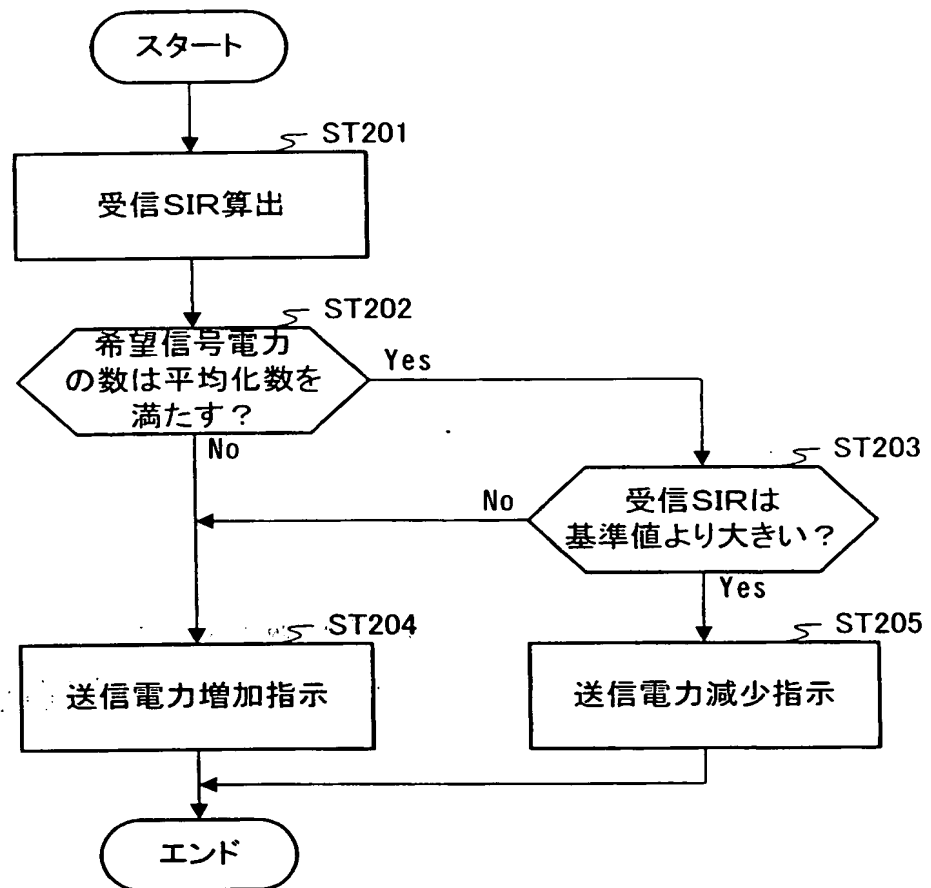 スタート
ST201
受信SIR算出
ST202
希望信号電力
の数は平均化数を
満たす？
Yes
No
ST203
受信SIRは
基準値より大きい？
No
Yes
ST204
送信電力増加指示
ST205
送信電力減少指示
エンド